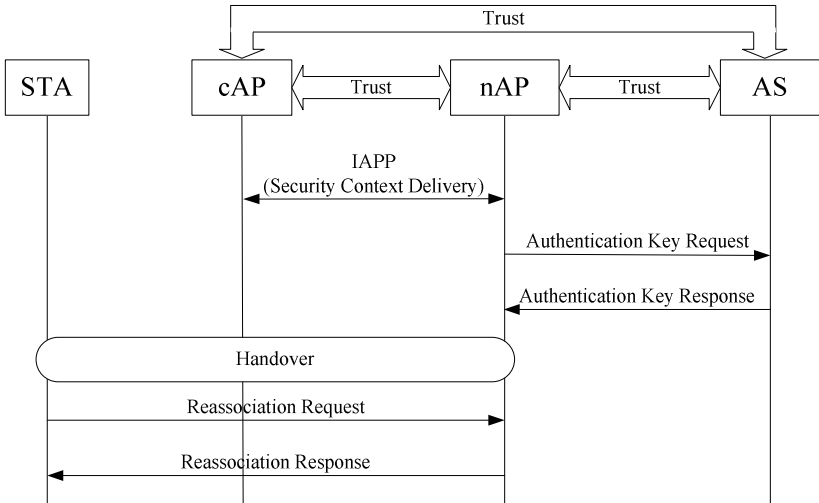 Trust
STA
cAP
Trust
nAP
Trust
AS
IAPP
(Security Context Delivery)
Authentication Key Request
Authentication Key Response
Handover
Reassociation Request
Reassociation Response